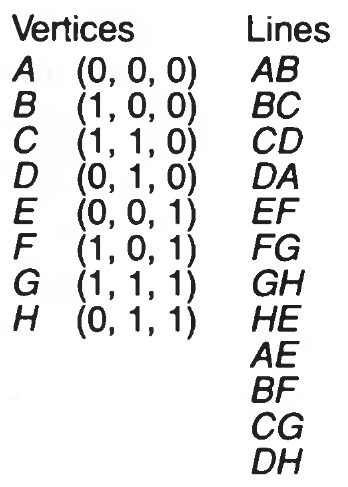 Vertices Lines
A (0, 0, 0) AB
B (1, 0, 0) BC
C (1, 1, 0) CD
D (0, 1, 0) DA
E (0, 0, 1) EF
F (1, 0, 1) FG
G (1, 1, 1) GH
H (0, 1, 1) HE
AE
BF
CG
DH